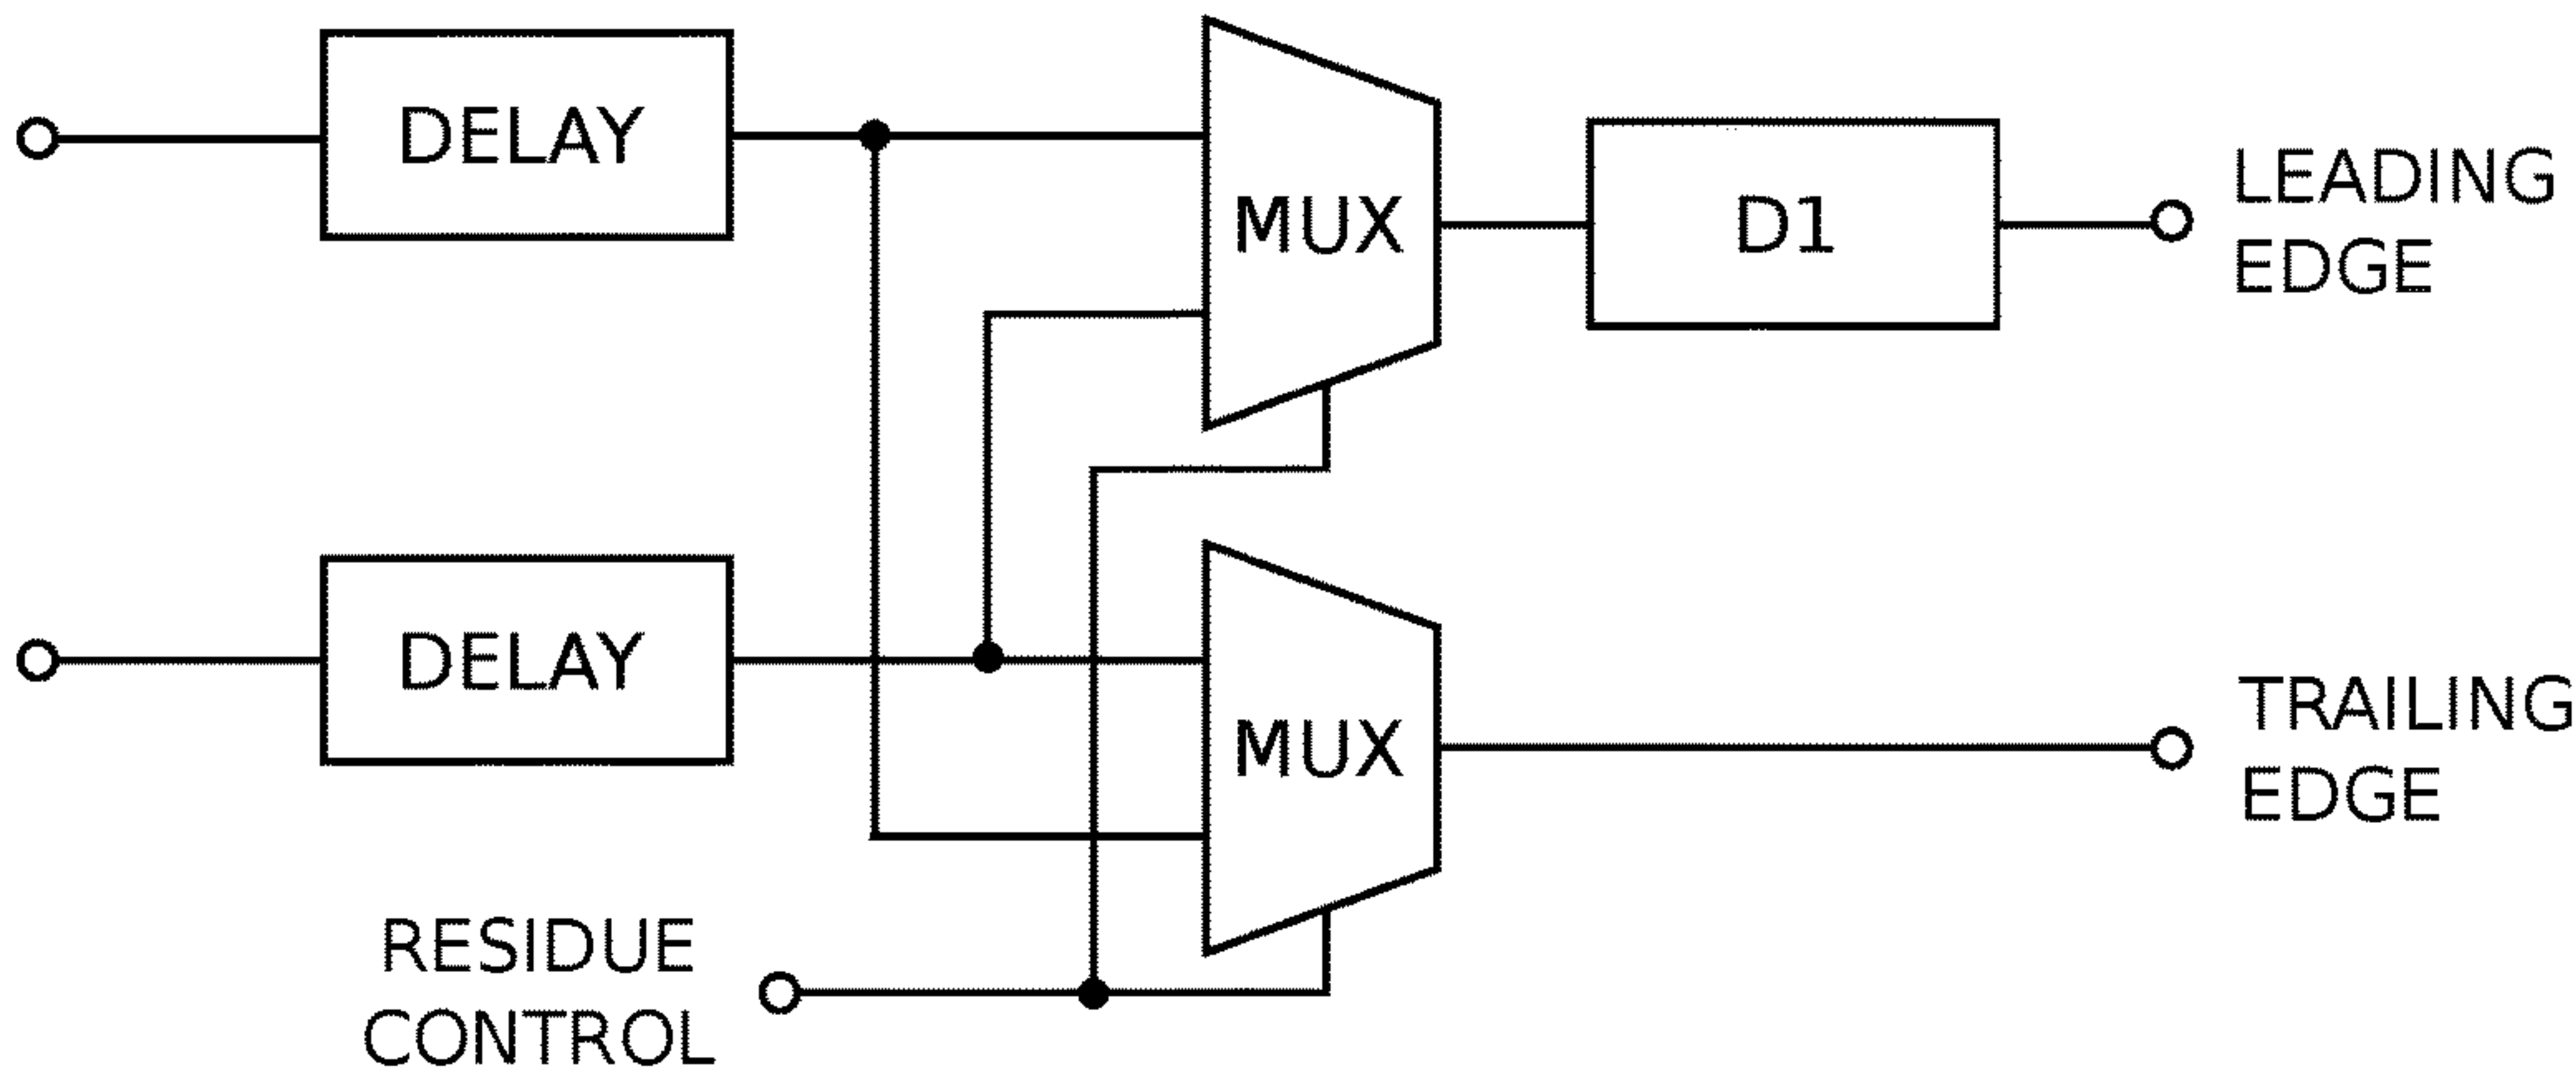 DELAY
MUX
D1
LEADING
EDGE
DELAY
MUX
TRAILING
EDGE
RESIDUE
CONTROL